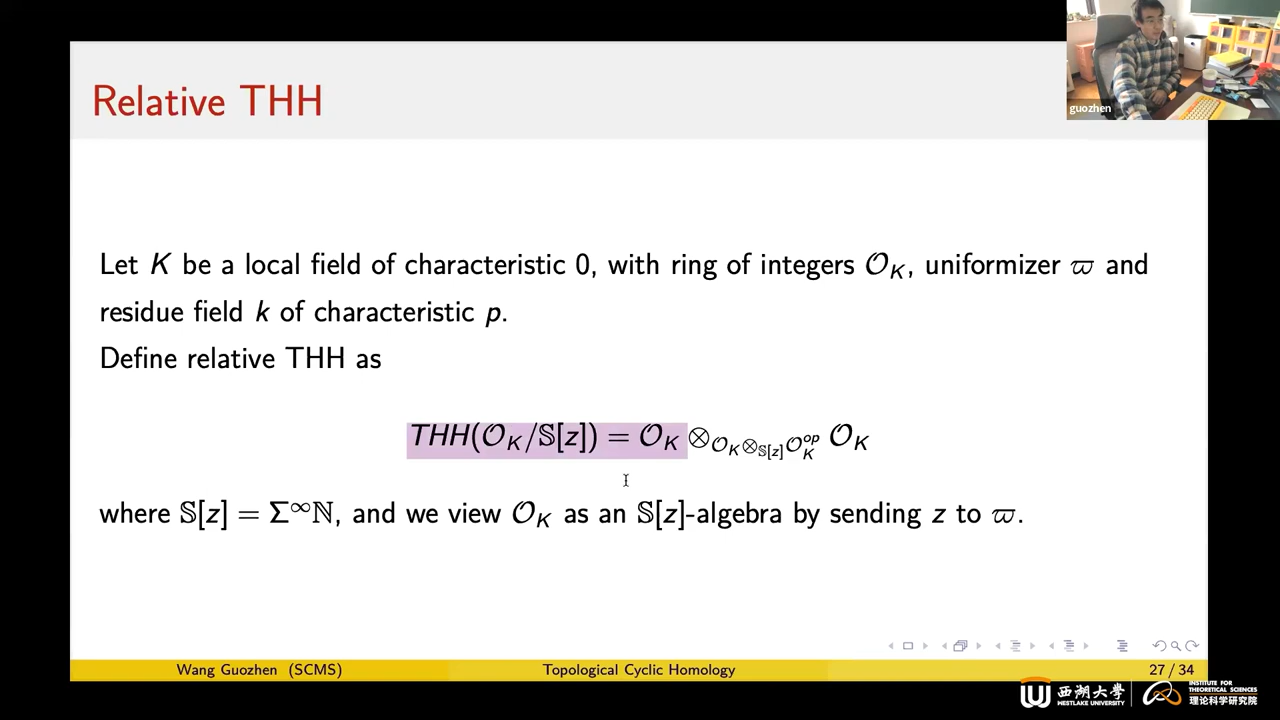 Relative THH
guozhen
Let K be a local field of characteristic 0, with ring of integers 𝒪_K, uniformizer ϖ and
residue field k of characteristic p.
Define relative THH as
THH(𝒪_K/𝕊[z]) = 𝒪_K ⊗_{𝒪_K ⊗_{𝕊[z]} 𝒪_K^{op}} 𝒪_K
where 𝕊[z] = Σ^∞ℕ, and we view 𝒪_K as an 𝕊[z]-algebra by sending z to ϖ.
Wang Guozhen (SCMS) Topological Cyclic Homology 27 / 34
西湖大學
WESTLAKE UNIVERSITY
INSTITUTE FOR
THEORETICAL SCIENCES
理论科学研究院